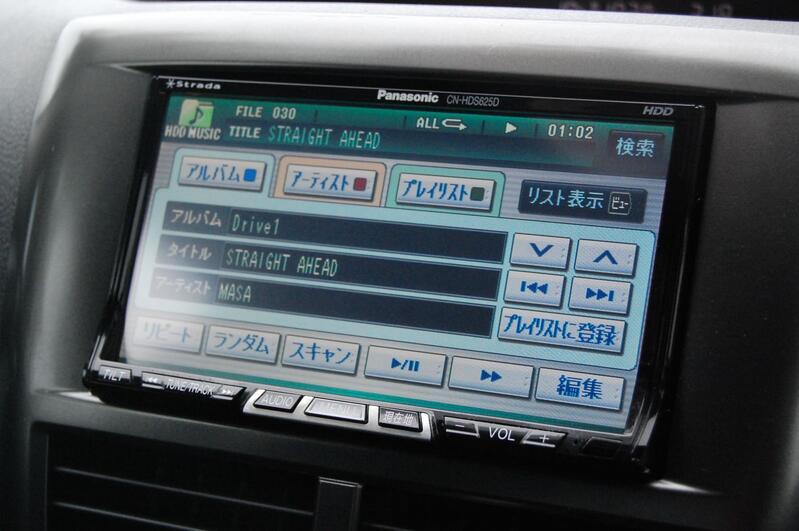 Strada
Panasonic
CN-HDS625D
HDD
HDD MUSIC
FILE 030
ALL
01:02
TITLE STRAIGHT AHEAD
検索
アルバム
アーティスト
プレイリスト
リスト表示 ビュー
アルバム Drive1
タイトル STRAIGHT AHEAD
アーティスト MASA
プレイリストに登録
リピート
ランダム
スキャン
編集
TILT
TUNE/TRACK
AUDIO
MENU
現在地
－ VOL ＋